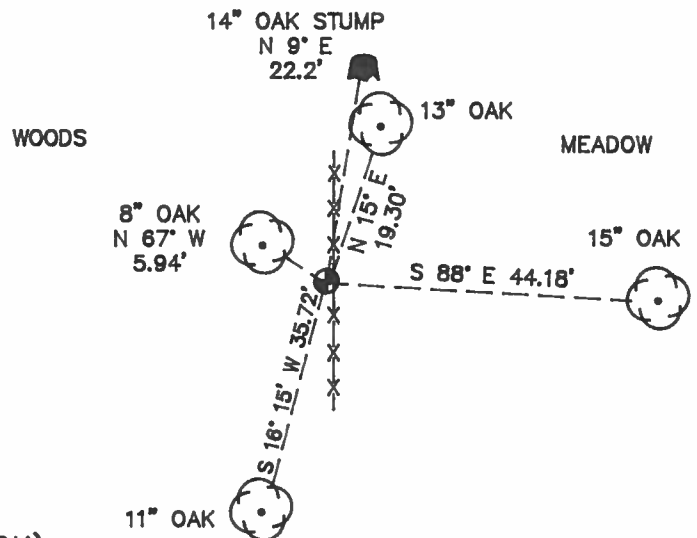 14" OAK STUMP
N 9° E
22.2'
13" OAK
WOODS
MEADOW
8" OAK
N 67° W
5.94'
N 15° E
19.30'
15" OAK
S 88° E 44.18'
S 16° 15' W 35.72'
11" OAK